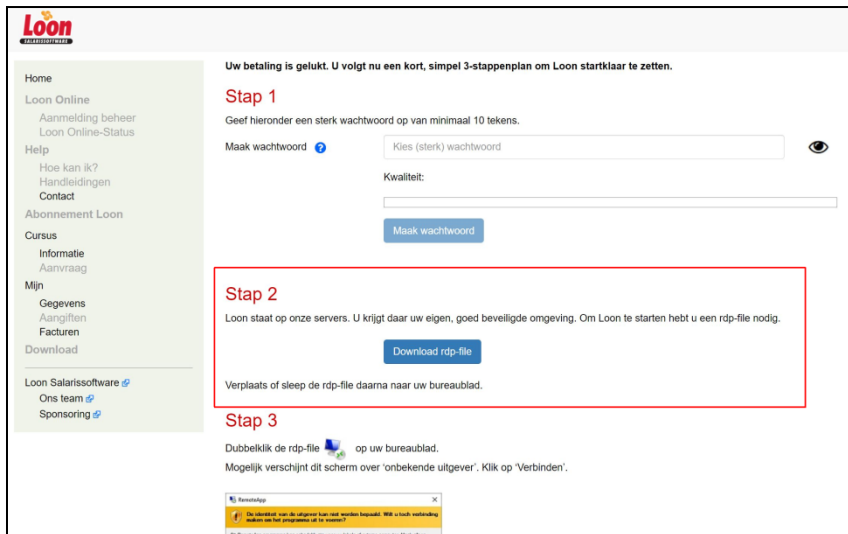 Loon
SALARISSOFTWARE
Home
Loon Online
Aanmelding beheer
Loon Online-Status
Help
Hoe kan ik?
Handleidingen
Contact
Abonnement Loon
Cursus
Informatie
Aanvraag
Mijn
Gegevens
Aangiften
Facturen
Download
Loon Salarissoftware
Ons team
Sponsoring
Uw betaling is gelukt. U volgt nu een kort, simpel 3-stappenplan om Loon startklaar te zetten.
Stap 1
Geef hieronder een sterk wachtwoord op van minimaal 10 tekens.
Maak wachtwoord ?
Kies (sterk) wachtwoord
Kwaliteit:
Maak wachtwoord
Stap 2
Loon staat op onze servers. U krijgt daar uw eigen, goed beveiligde omgeving. Om Loon te starten hebt u een rdp-file nodig.
Download rdp-file
Verplaats of sleep de rdp-file daarna naar uw bureaublad.
Stap 3
Dubbelklik de rdp-file op uw bureaublad.
Mogelijk verschijnt dit scherm over 'onbekende uitgever'. Klik op 'Verbinden'.
RemoteApp
De identiteit van de uitgever kan niet worden bepaald. Wilt u toch verbinding
maken om het programma uit te voeren?